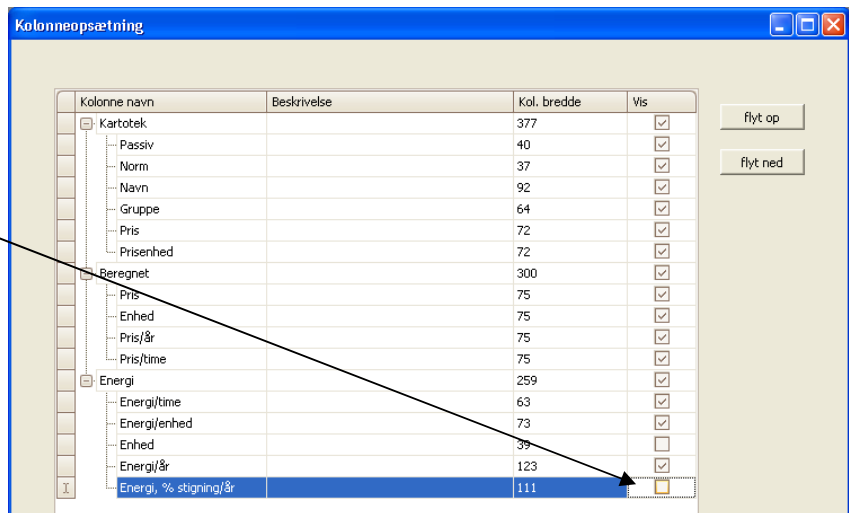 Kolonneopsætning
Kolonne navn Beskrivelse Kol. bredde Vis
Kartotek 377
Passiv 40
Norm 37
Navn 92
Gruppe 64
Pris 72
Prisenhed 72
Beregnet 300
Pris 75
Enhed 75
Pris/år 75
Pris/time 75
Energi 259
Energi/time 63
Energi/enhed 73
Enhed 39
Energi/år 123
Energi, % stigning/år 111
flyt op
flyt ned